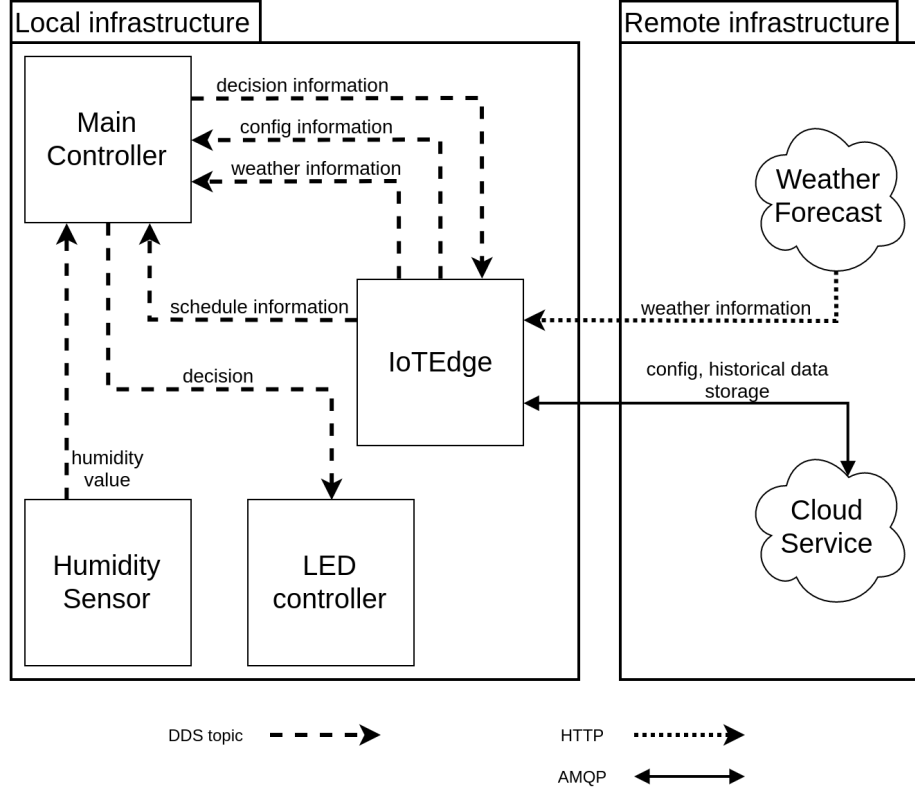 Local infrastructure
Remote infrastructure
Main
Controller
decision information
config information
weather information
Weather
Forecast
schedule information
weather information
IoTEdge
decision
config, historical data
storage
humidity
value
Cloud
Service
Humidity
Sensor
LED
controller
DDS topic
HTTP
AMQP